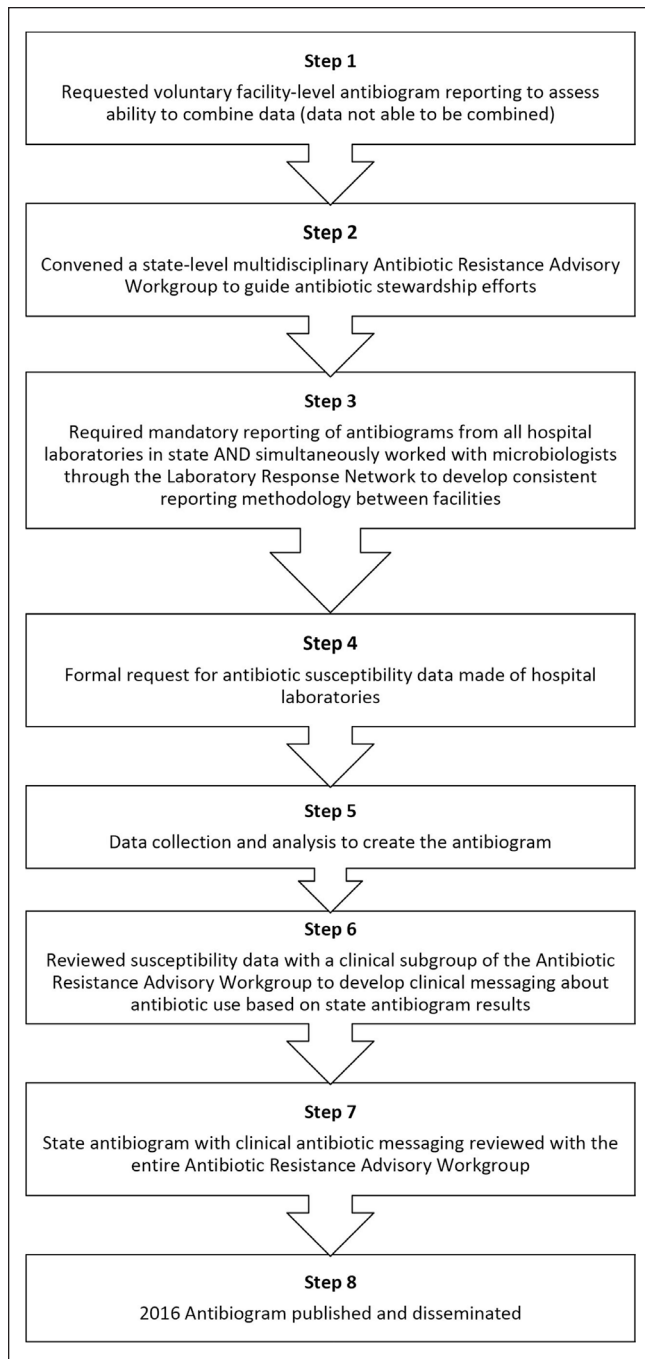 Step 1
Requested voluntary facility-level antibiogram reporting to assess
ability to combine data (data not able to be combined)
Step 2
Convened a state-level multidisciplinary Antibiotic Resistance Advisory
Workgroup to guide antibiotic stewardship efforts
Step 3
Required mandatory reporting of antibiograms from all hospital
laboratories in state AND simultaneously worked with microbiologists
through the Laboratory Response Network to develop consistent
reporting methodology between facilities
Step 4
Formal request for antibiotic susceptibility data made of hospital
laboratories
Step 5
Data collection and analysis to create the antibiogram
Step 6
Reviewed susceptibility data with a clinical subgroup of the Antibiotic
Resistance Advisory Workgroup to develop clinical messaging about
antibiotic use based on state antibiogram results
Step 7
State antibiogram with clinical antibiotic messaging reviewed with the
entire Antibiotic Resistance Advisory Workgroup
Step 8
2016 Antibiogram published and disseminated